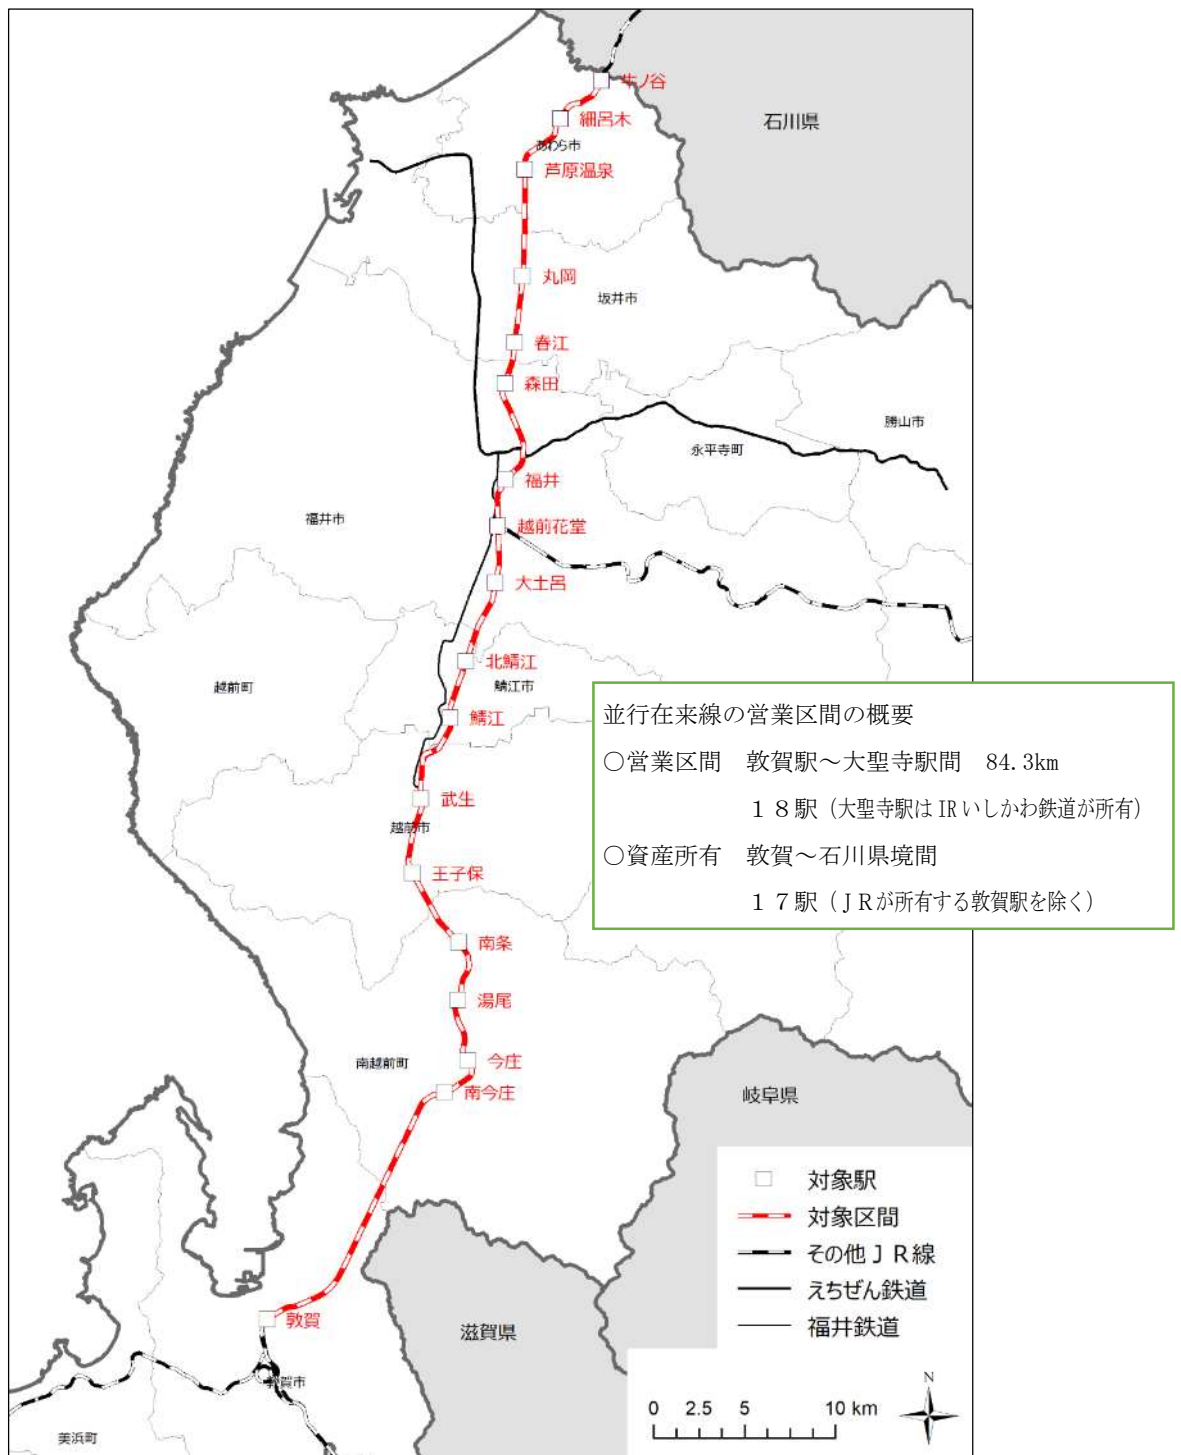 牛ノ谷
細呂木
石川県
あわら市
芦原温泉
丸岡
坂井市
春江
森田
勝山市
永平寺町
福井
福井市
越前花堂
大土呂
北鯖江
越前町
鯖江市
鯖江
並行在来線の営業区間の概要
○営業区間 敦賀駅~大聖寺駅間 84.3km
18駅(大聖寺駅はIRいしかわ鉄道が所有)
○資産所有 敦賀~石川県境間
17駅(JRが所有する敦賀駅を除く)
武生
越前市
王子保
南条
湯尾
今庄
南越前町
南今庄
岐阜県
対象駅
対象区間
その他JR線
えちぜん鉄道
福井鉄道
敦賀
滋賀県
敦賀市
美浜町
N
0 2.5 5 10 km